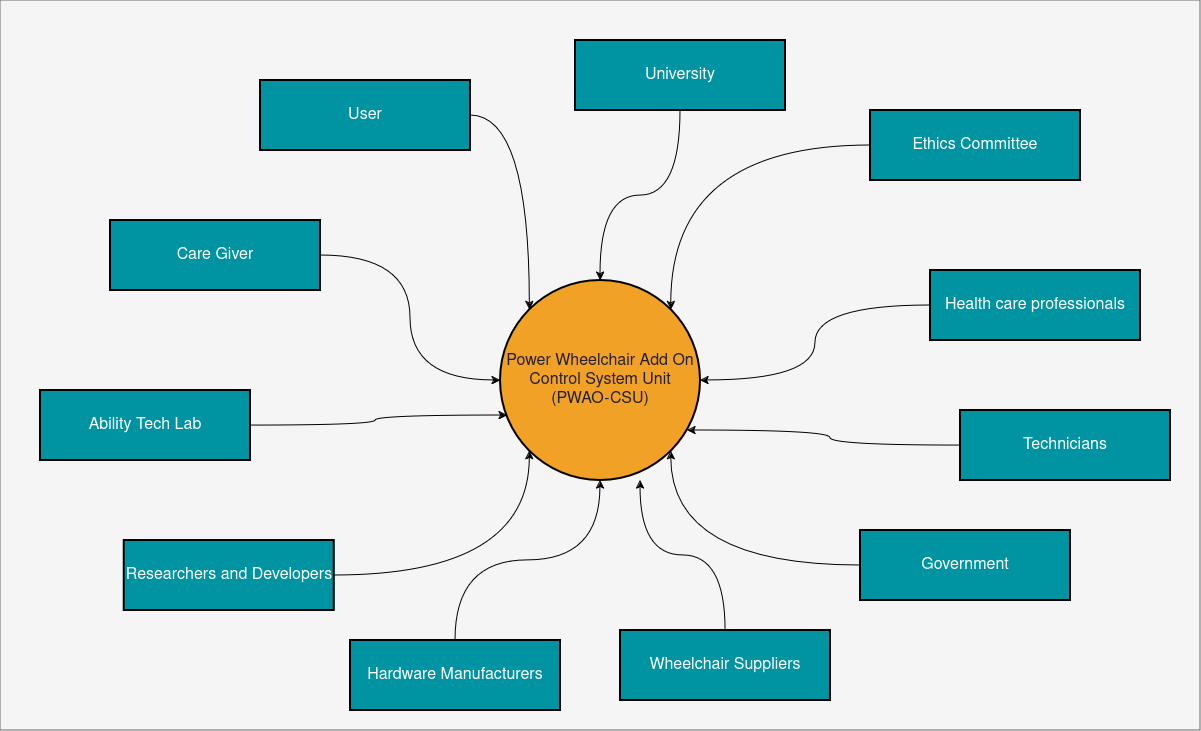 University
User
Ethics Committee
Care Giver
Health care professionals
Power Wheelchair Add On
Control System Unit
(PWAO-CSU)
Ability Tech Lab
Technicians
Researchers and Developers
Government
Hardware Manufacturers
Wheelchair Suppliers